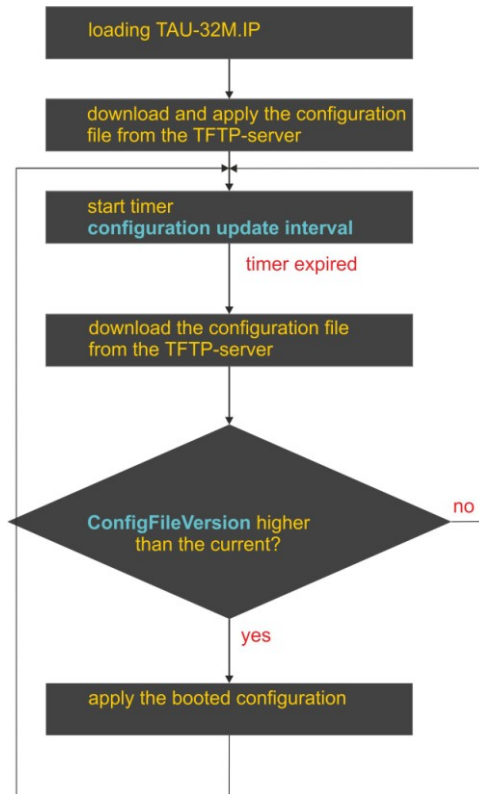 loading TAU-32M.IP
download and apply the configuration
file from the TFTP-server
start timer
configuration update interval
timer expired
download the configuration file
from the TFTP-server
ConfigFileVersion higher
than the current?
no
yes
apply the booted configuration